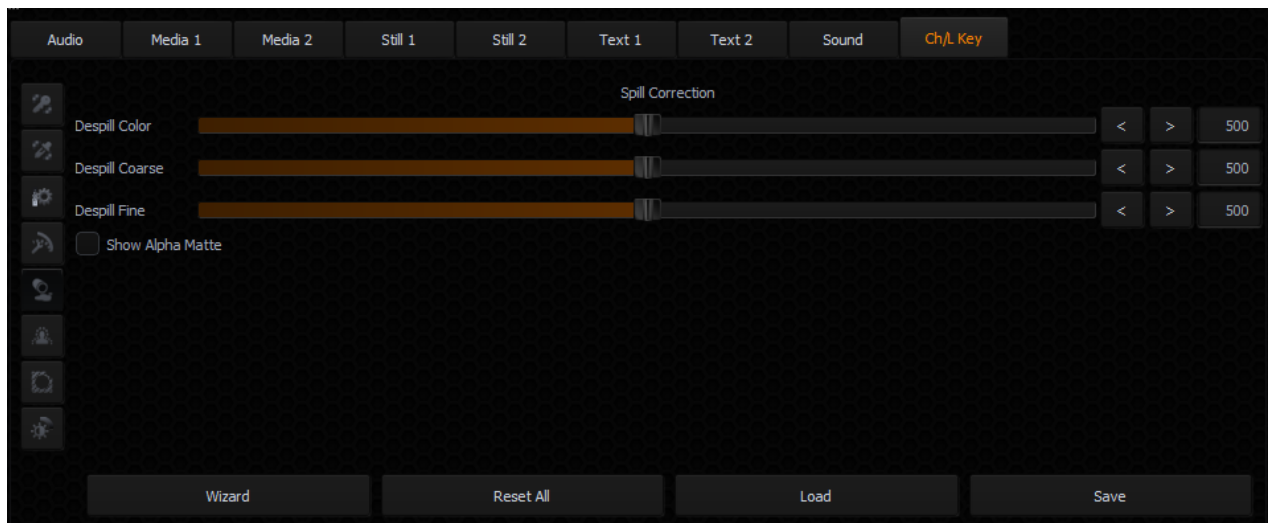 Audio Media 1 Media 2 Still 1 Still 2 Text 1 Text 2 Sound Ch/L Key
Spill Correction
Despill Color < > 500
Despill Coarse < > 500
Despill Fine < > 500
Show Alpha Matte
Wizard Reset All Load Save